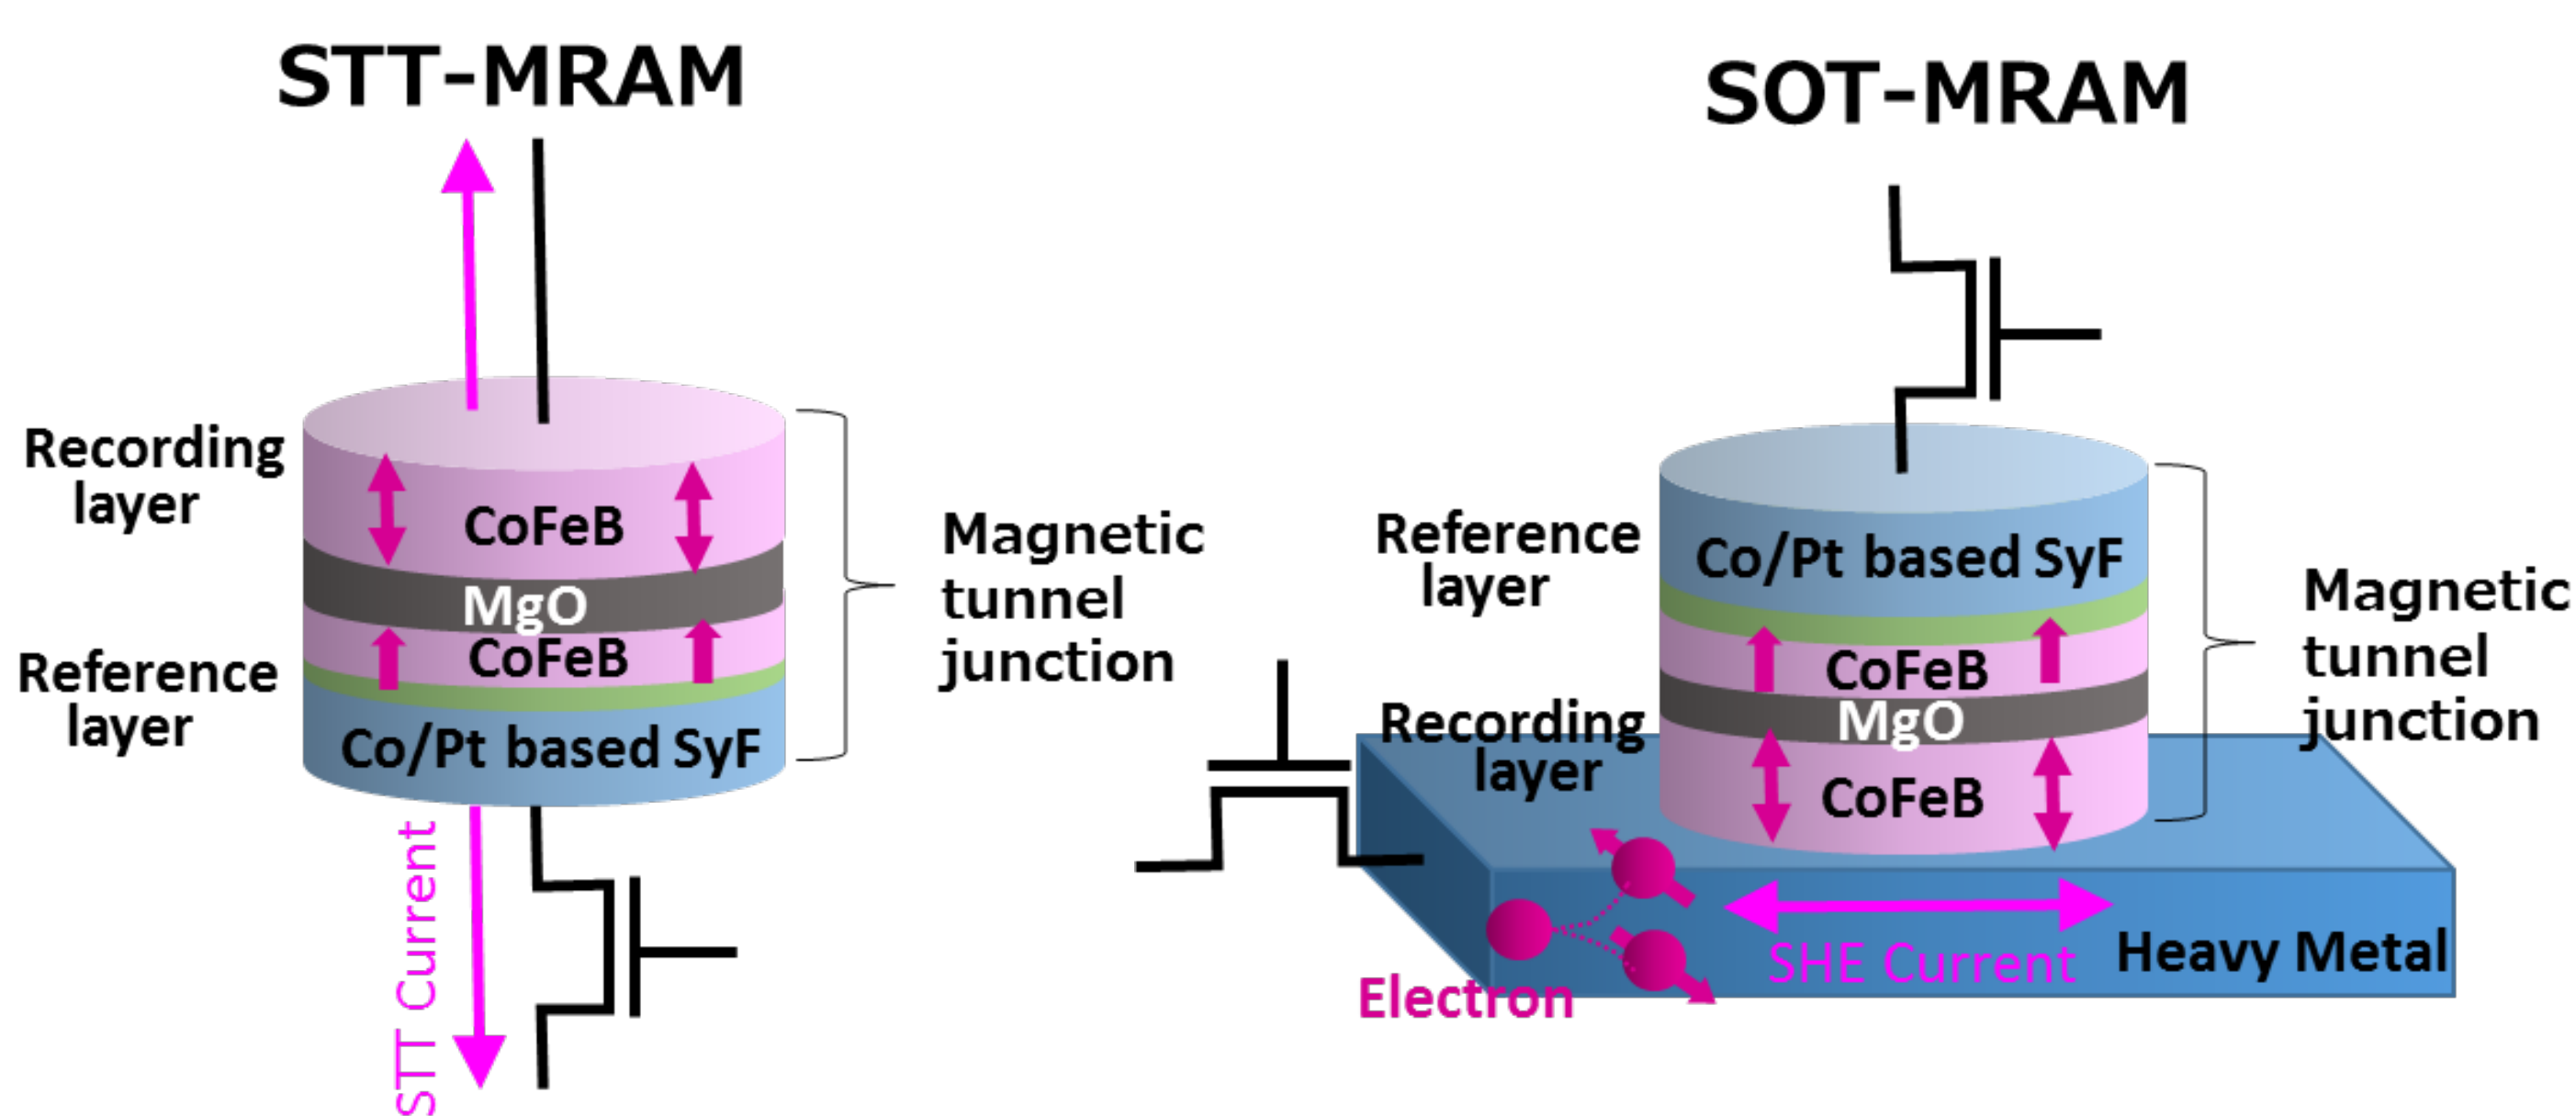 STT-MRAM
Recording
layer
CoFeB
MgO
CoFeB
Reference
layer
Co/Pt based SyF
Magnetic
tunnel
junction
STT Current
SOT-MRAM
Reference
layer
Co/Pt based SyF
CoFeB
MgO
Recording
layer
CoFeB
Magnetic
tunnel
junction
SHE Current
Heavy Metal
Electron